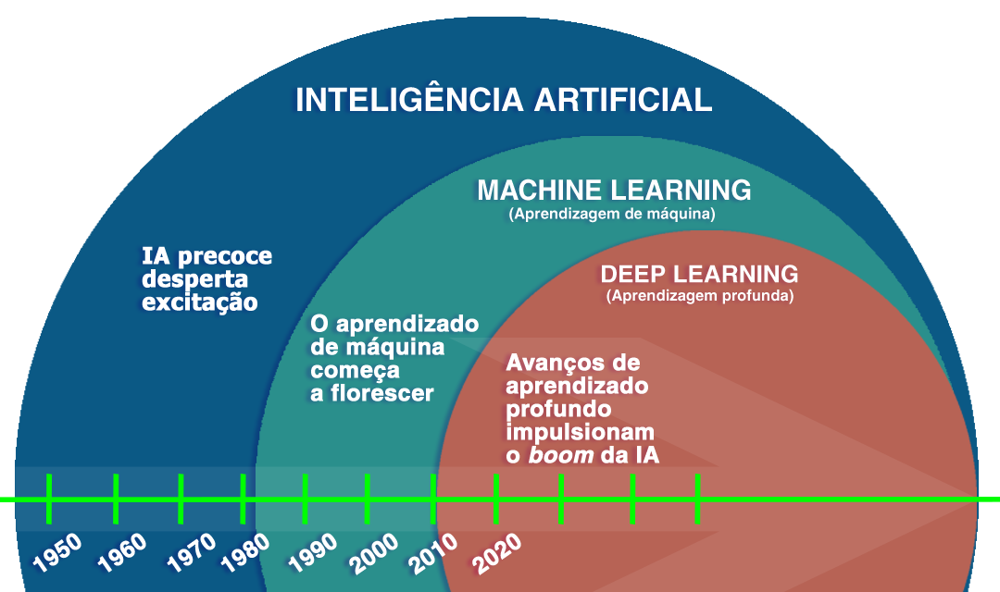 INTELIGÊNCIA ARTIFICIAL
MACHINE LEARNING
(Aprendizagem de máquina)
DEEP LEARNING
(Aprendizagem profunda)
IA precoce
desperta
excitação
O aprendizado
de máquina
começa
a florescer
Avanços de
aprendizado
profundo
impulsionam
o boom da IA
1950 1960 1970 1980 1990 2000 2010 2020